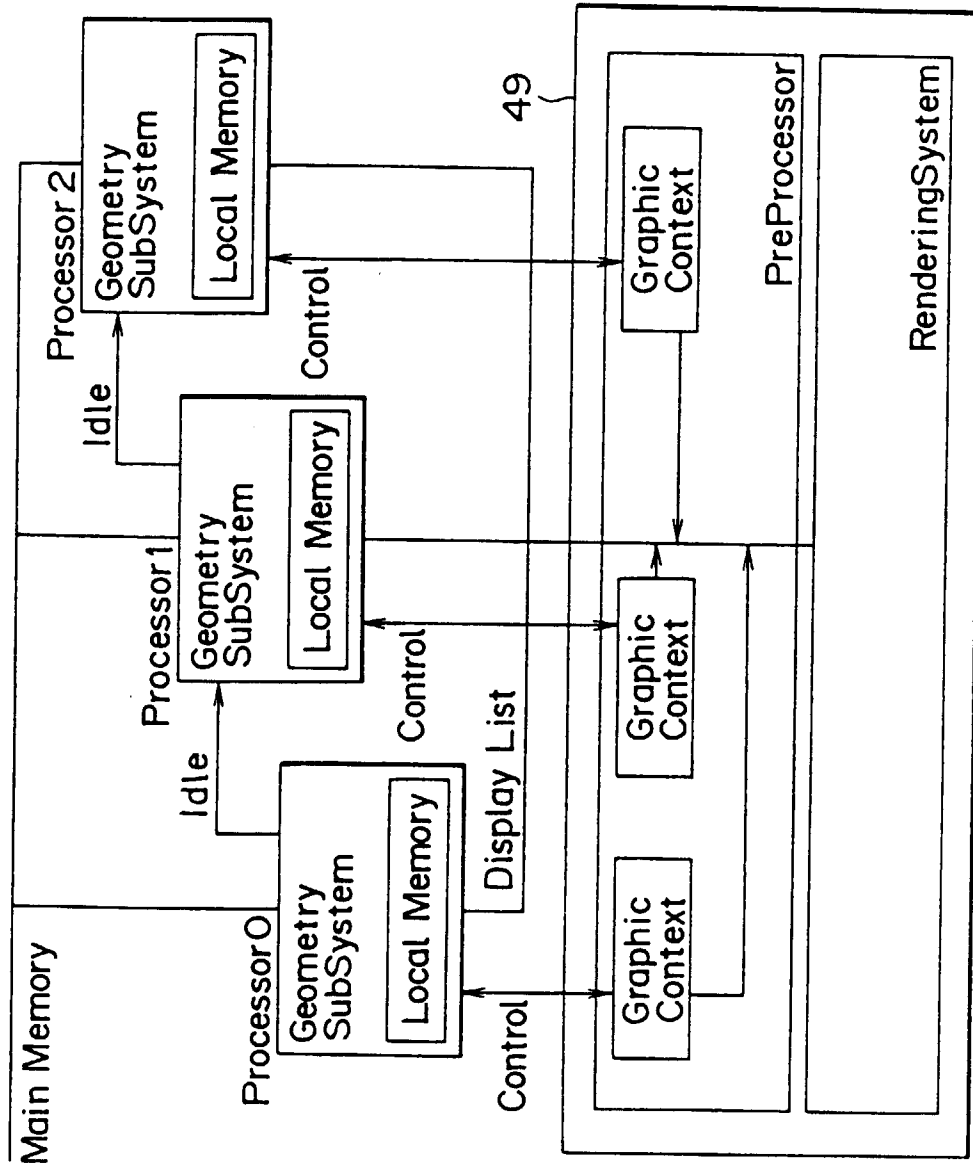 Main Memory
Processor 0
Geometry
SubSystem
Local Memory
Idle
Processor 1
Geometry
SubSystem
Local Memory
Idle
Processor 2
Geometry
SubSystem
Local Memory
Control
Display List
Control
Control
49
Graphic
Context
Graphic
Context
Graphic
Context
PreProcessor
RenderingSystem